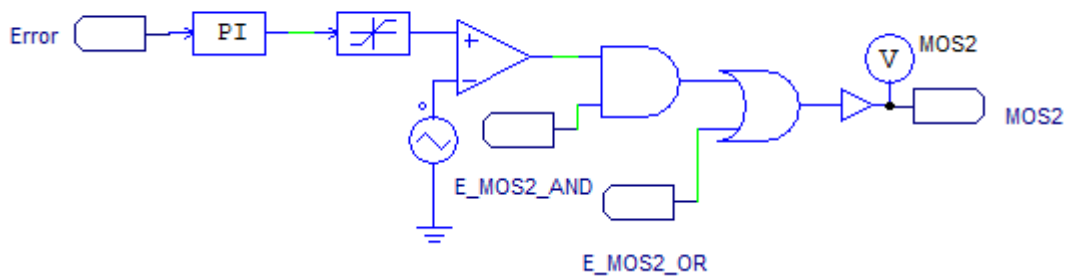 Error
PI
+
−
V
MOS2
MOS2
E_MOS2_AND
E_MOS2_OR